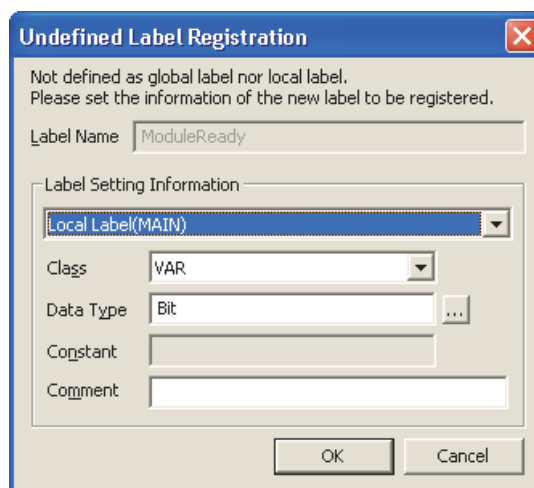 Undefined Label Registration
Not defined as global label nor local label.
Please set the information of the new label to be registered.
Label Name ModuleReady
Label Setting Information
Local Label(MAIN)
Class VAR
Data Type Bit ...
Constant
Comment
OK Cancel